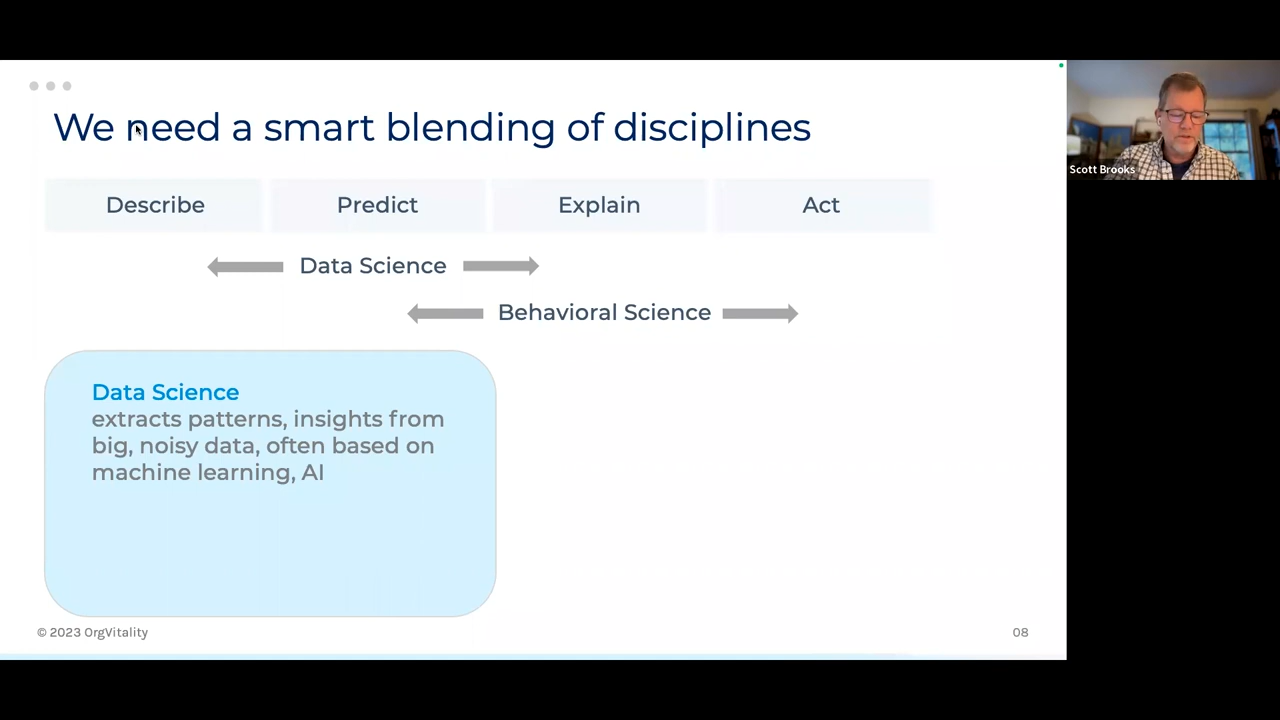 We need a smart blending of disciplines
Describe
Predict
Explain
Act
Data Science
Behavioral Science
Data Science
extracts patterns, insights from
big, noisy data, often based on
machine learning, AI
© 2023 OrgVitality
08
Scott Brooks